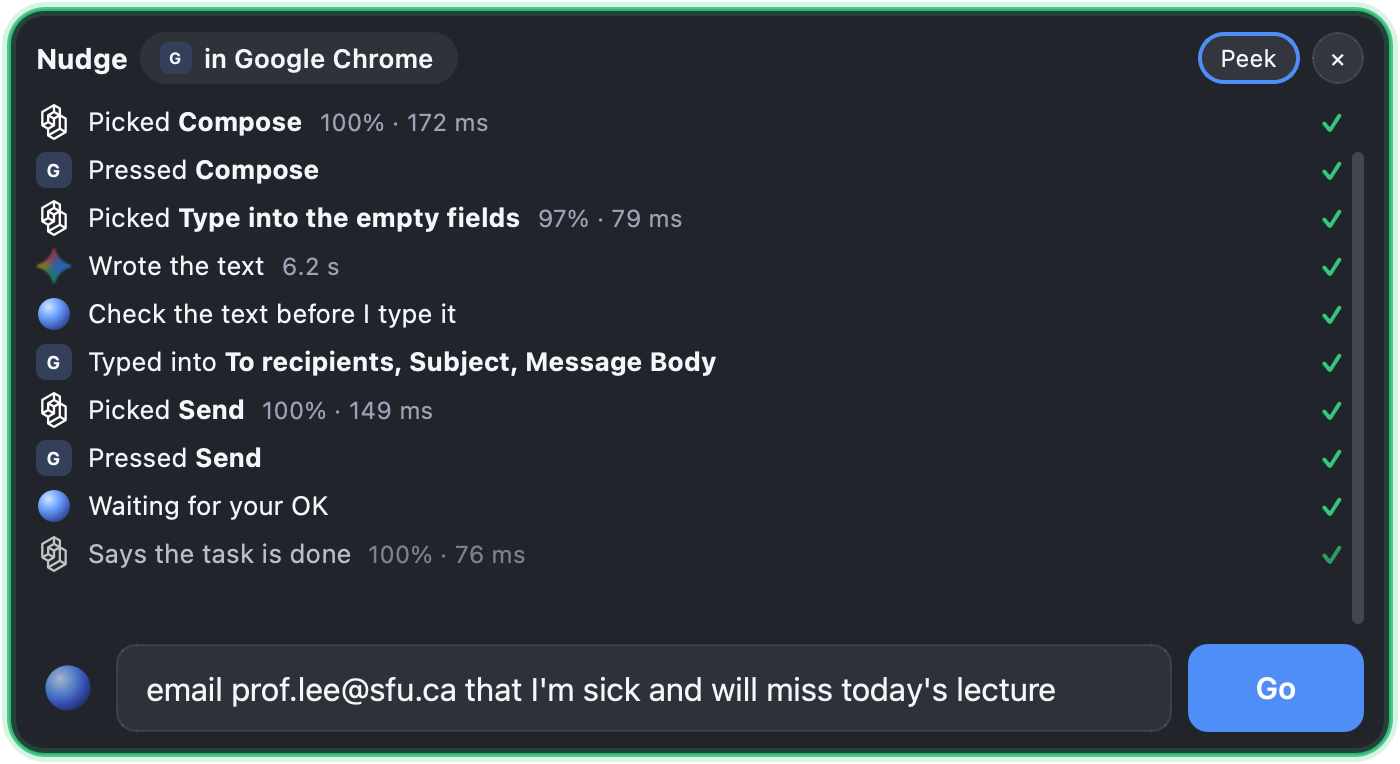 Nudge G in Google Chrome Peek ×
Picked Compose 100% · 172 ms
G Pressed Compose
Picked Type into the empty fields 97% · 79 ms
Wrote the text 6.2 s
Check the text before I type it
G Typed into To recipients, Subject, Message Body
Picked Send 100% · 149 ms
G Pressed Send
Waiting for your OK
Says the task is done 100% · 76 ms
email prof.lee@sfu.ca that I'm sick and will miss today's lecture Go